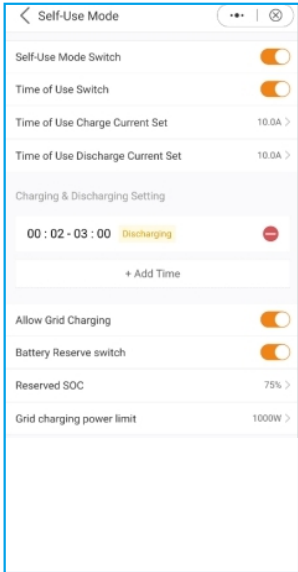 Self-Use Mode
Self-Use Mode Switch
Time of Use Switch
Time of Use Charge Current Set 10.0A
Time of Use Discharge Current Set 10.0A
Charging & Discharging Setting
00 : 02 - 03 : 00 Discharging
+ Add Time
Allow Grid Charging
Battery Reserve switch
Reserved SOC 75%
Grid charging power limit 1000W